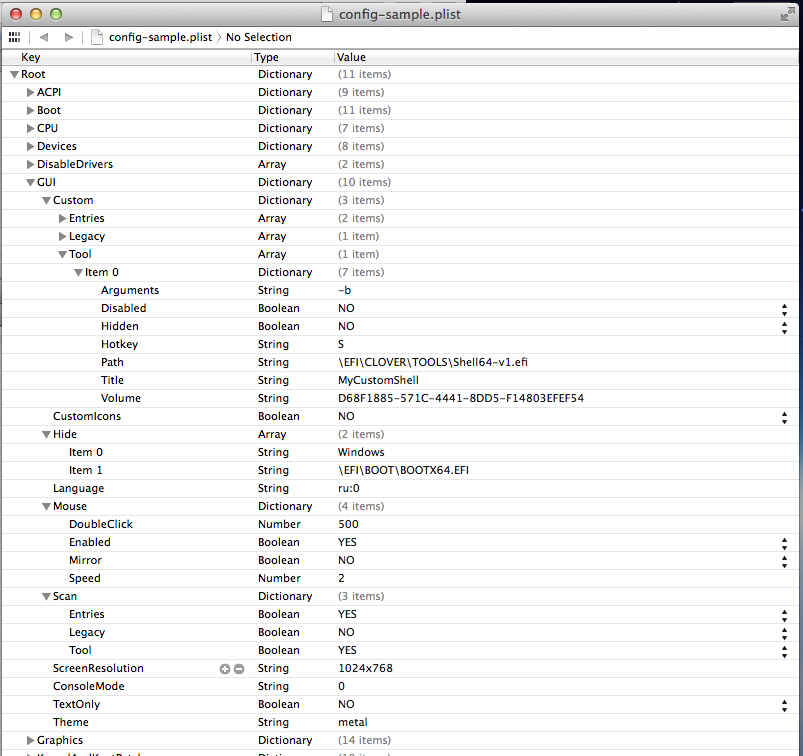 config-sample.plist
config-sample.plist No Selection
Key Type Value
Root Dictionary (11 items)
ACPI Dictionary (9 items)
Boot Dictionary (11 items)
CPU Dictionary (7 items)
Devices Dictionary (8 items)
DisableDrivers Array (2 items)
GUI Dictionary (10 items)
Custom Dictionary (3 items)
Entries Array (2 items)
Legacy Array (1 item)
Tool Array (1 item)
Item 0 Dictionary (7 items)
Arguments String -b
Disabled Boolean NO
Hidden Boolean NO
Hotkey String S
Path String \EFI\CLOVER\TOOLS\Shell64-v1.efi
Title String MyCustomShell
Volume String D68F1885-571C-4441-8DD5-F14803EFEF54
CustomIcons Boolean NO
Hide Array (2 items)
Item 0 String Windows
Item 1 String \EFI\BOOT\BOOTX64.EFI
Language String ru:0
Mouse Dictionary (4 items)
DoubleClick Number 500
Enabled Boolean YES
Mirror Boolean NO
Speed Number 2
Scan Dictionary (3 items)
Entries Boolean YES
Legacy Boolean NO
Tool Boolean YES
ScreenResolution String 1024x768
ConsoleMode String 0
TextOnly Boolean NO
Theme String metal
Graphics Dictionary (14 items)